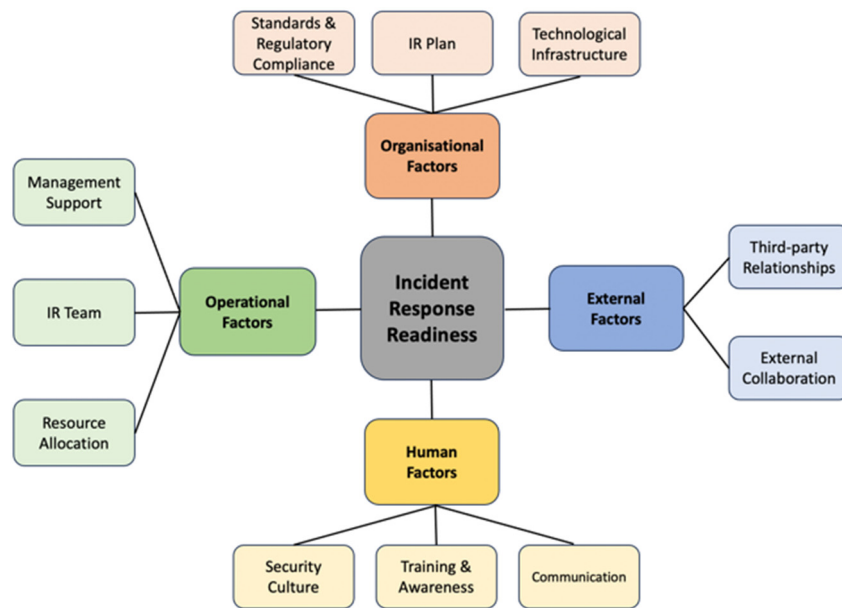 Standards &
Regulatory
Compliance
IR Plan
Technological
Infrastructure
Organisational
Factors
Management
Support
IR Team
Resource
Allocation
Operational
Factors
Incident
Response
Readiness
External
Factors
Third-party
Relationships
External
Collaboration
Human
Factors
Security
Culture
Training &
Awareness
Communication